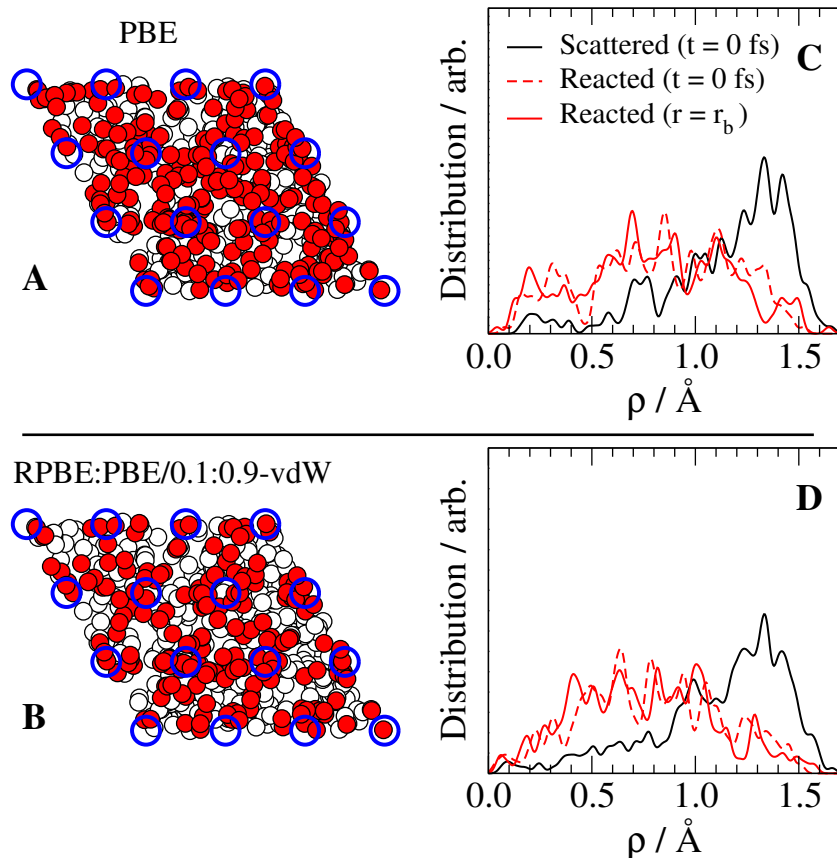 PBE
A
C
Scattered (t = 0 fs)
Reacted (t = 0 fs)
Reacted (r = r_b)
Distribution / arb.
0.0 0.5 1.0 1.5
ρ / Å
RPBE:PBE/0.1:0.9-vdW
B
D
Distribution / arb.
0.0 0.5 1.0 1.5
ρ / Å